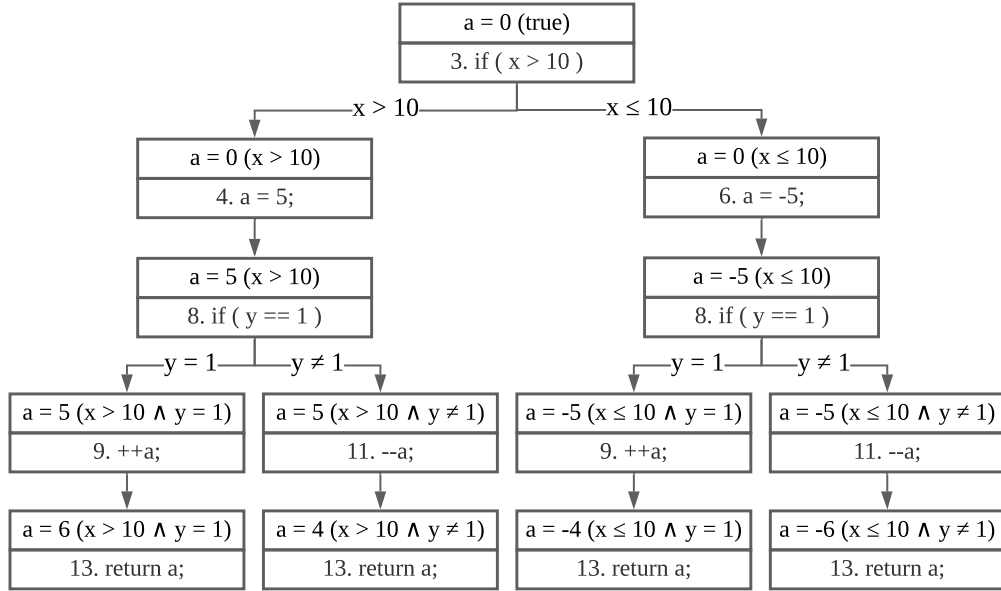 a = 0 (true)
3. if ( x > 10 )
x > 10
x ≤ 10
a = 0 (x > 10)
4. a = 5;
a = 0 (x ≤ 10)
6. a = -5;
a = 5 (x > 10)
8. if ( y == 1 )
a = -5 (x ≤ 10)
8. if ( y == 1 )
y = 1
y ≠ 1
y = 1
y ≠ 1
a = 5 (x > 10 ∧ y = 1)
9. ++a;
a = 5 (x > 10 ∧ y ≠ 1)
11. --a;
a = -5 (x ≤ 10 ∧ y = 1)
9. ++a;
a = -5 (x ≤ 10 ∧ y ≠ 1)
11. --a;
a = 6 (x > 10 ∧ y = 1)
13. return a;
a = 4 (x > 10 ∧ y ≠ 1)
13. return a;
a = -4 (x ≤ 10 ∧ y = 1)
13. return a;
a = -6 (x ≤ 10 ∧ y ≠ 1)
13. return a;